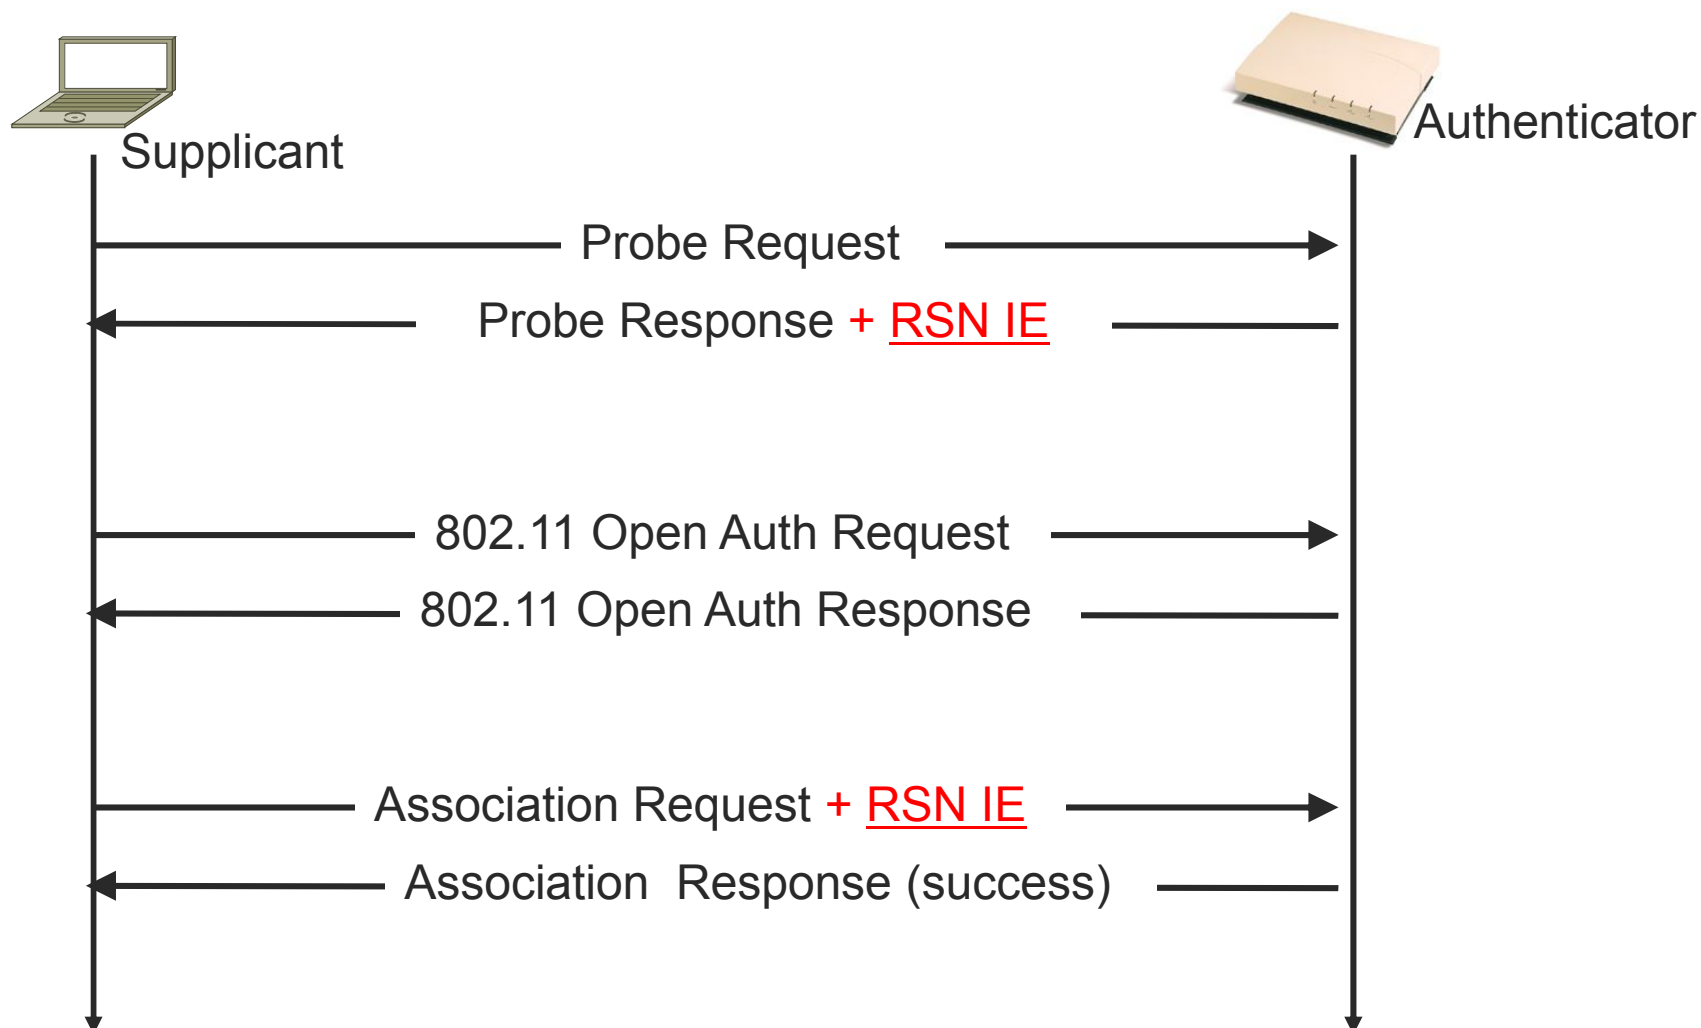 Supplicant
Authenticator
Probe Request
Probe Response + RSN IE
802.11 Open Auth Request
802.11 Open Auth Response
Association Request + RSN IE
Association Response (success)